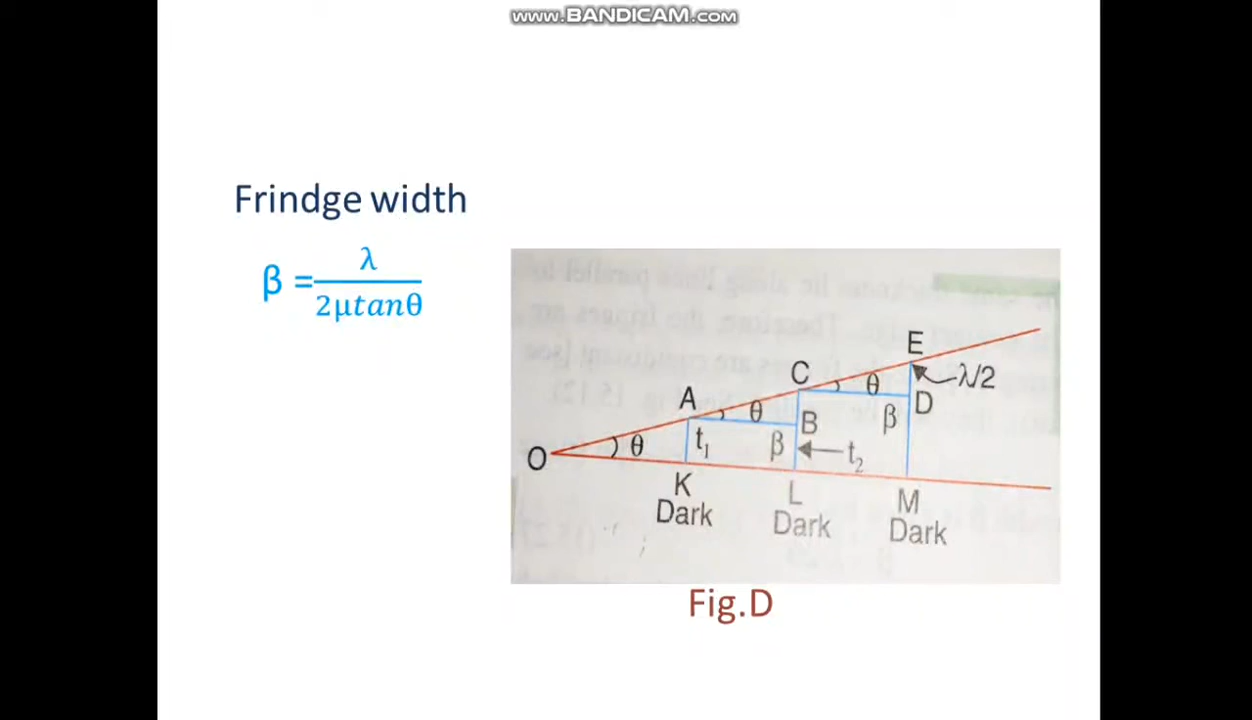 www.BANDICAM.com
Frindge width
β = λ / 2μtanθ
E
λ/2
C
θ
D
A
θ
B
β
O
θ
t₁
β
t₂
K
L
M
Dark
Dark
Dark
Fig.D